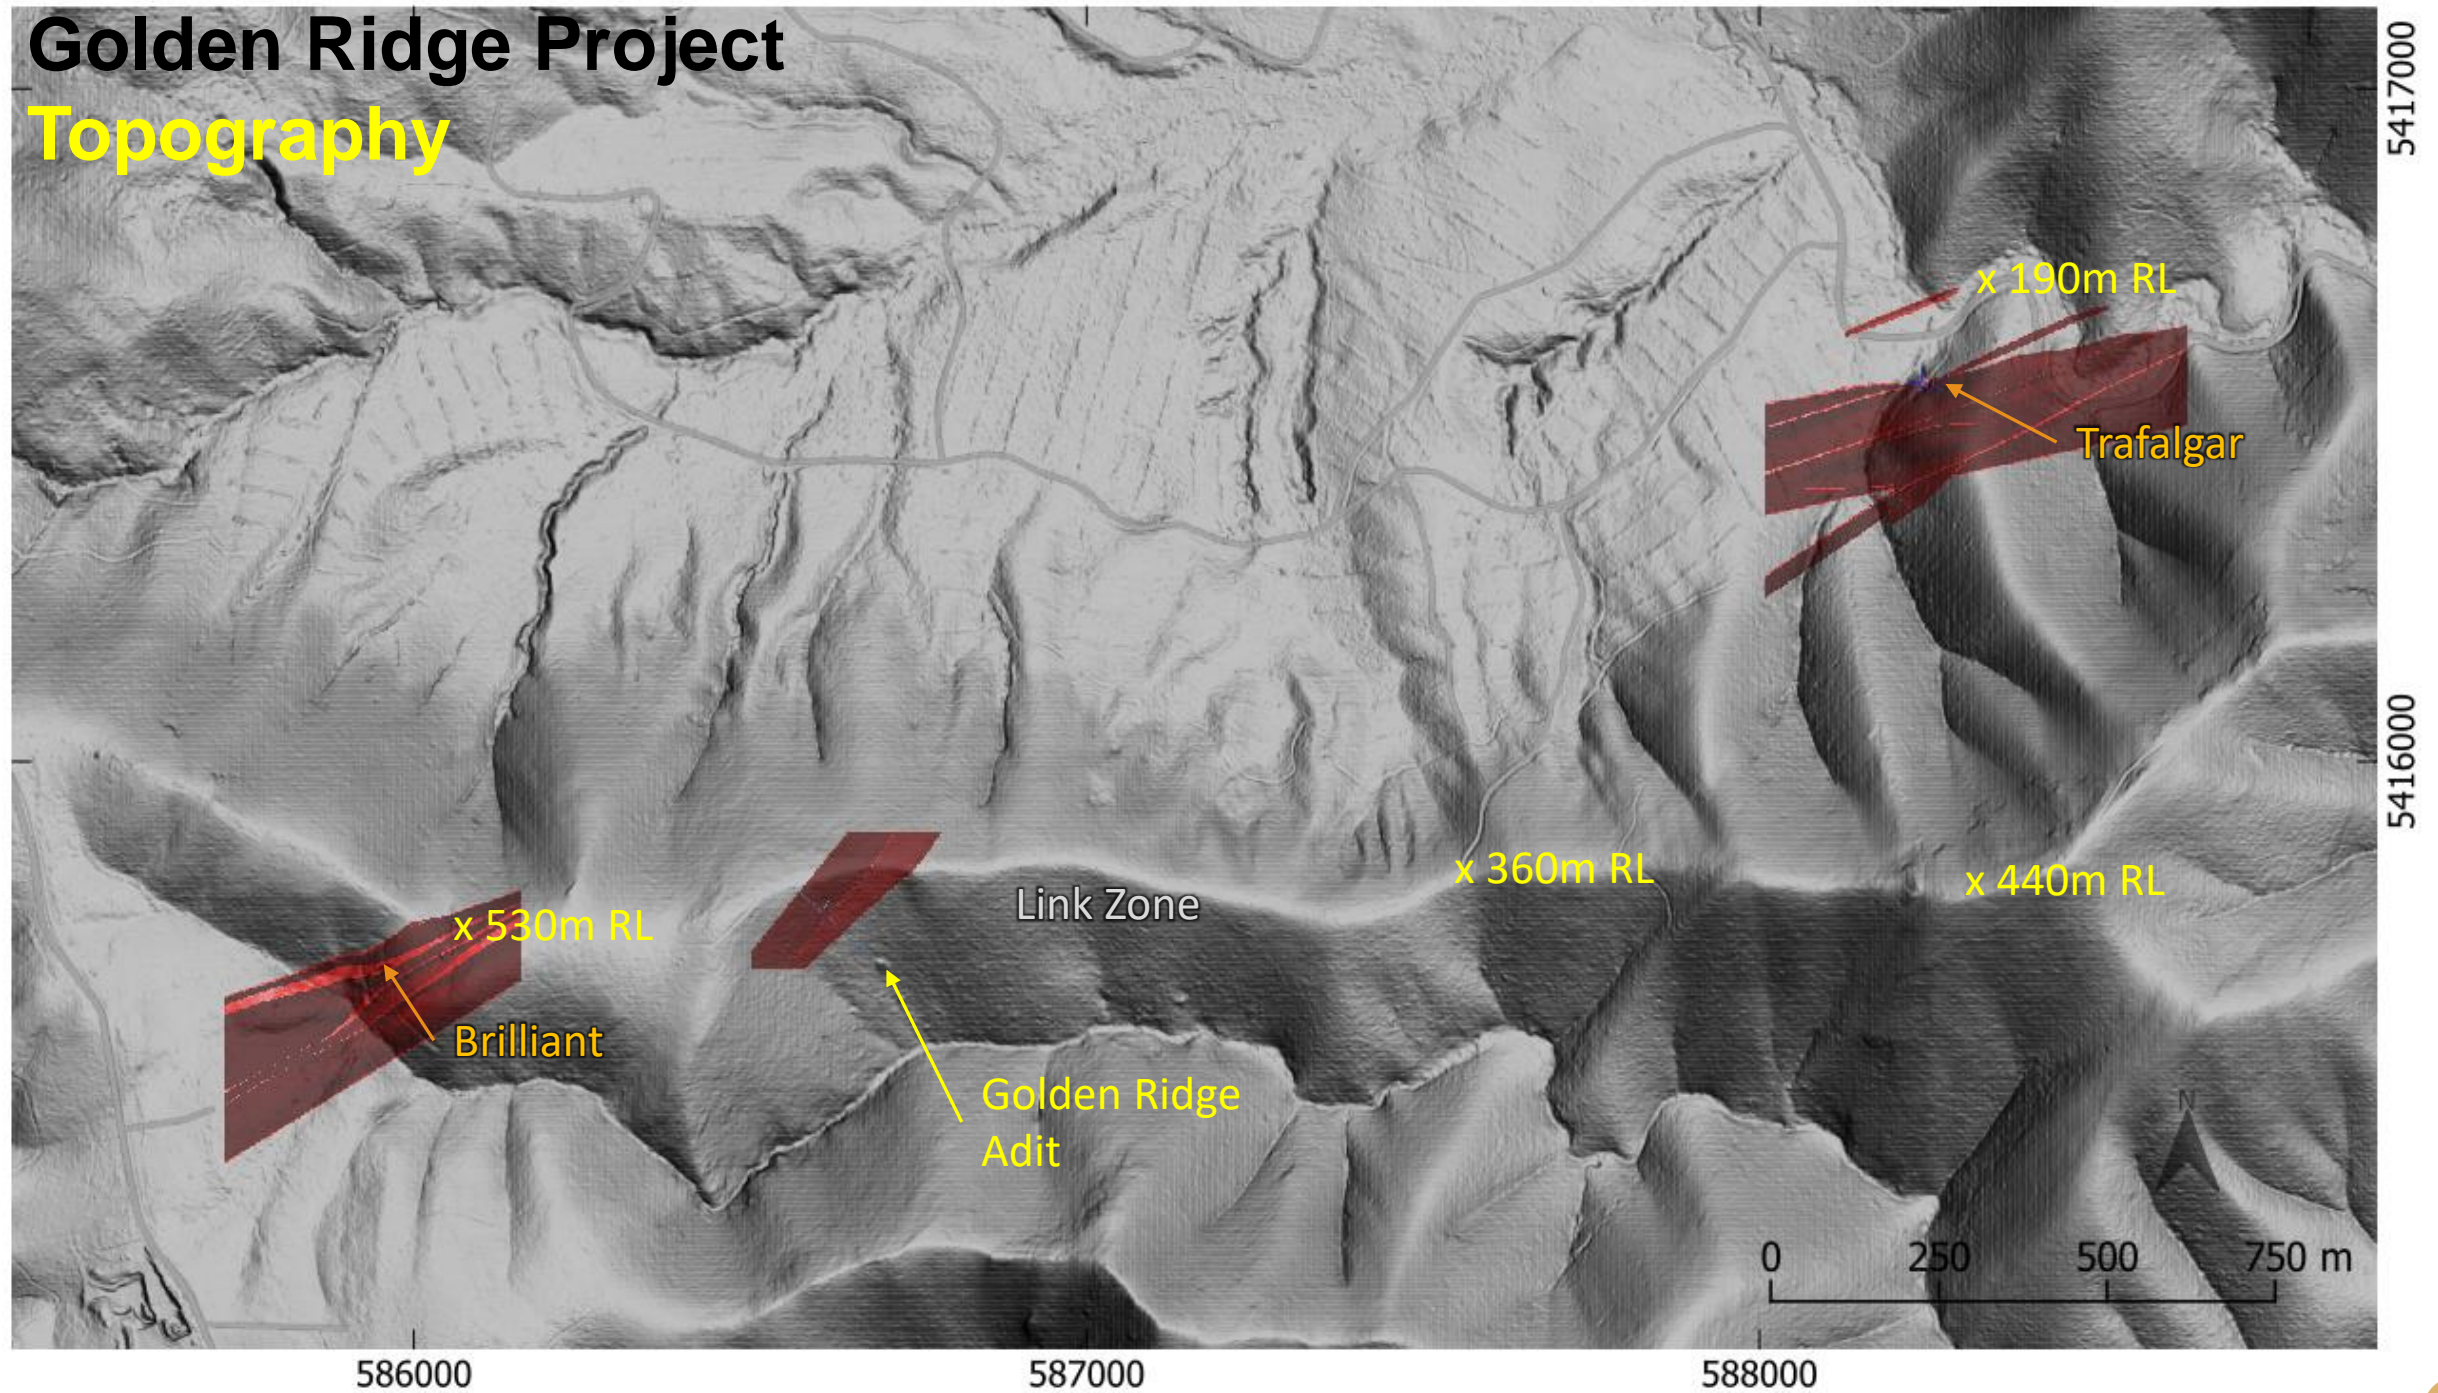 Golden Ridge Project
Topography
5417000
x 190m RL
Trafalgar
5416000
x 360m RL
x 440m RL
Link Zone
x 530m RL
Brilliant
Golden Ridge
Adit
N
0 250 500 750 m
586000 587000 588000